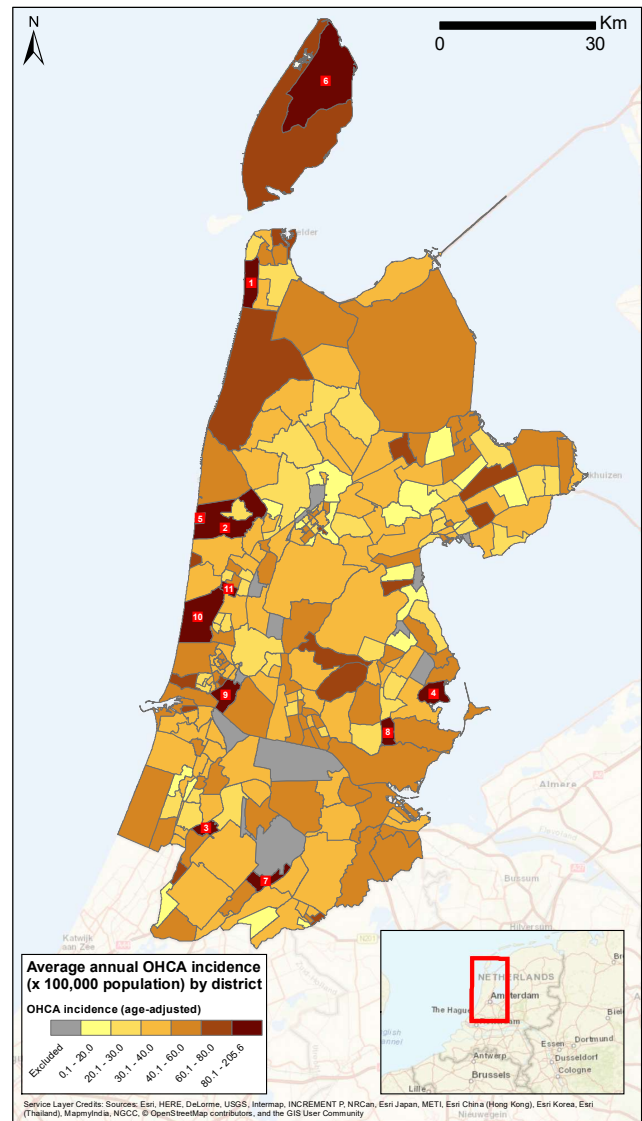 N
Km
0 30
6
elder
1
khuizen
5
2
11
10
9
4
8
3
7
Almere
Flevoland
Bussum
Hilversum
Katwijk
aan Zee
N201
Average annual OHCA incidence
(x 100,000 population) by district
OHCA incidence (age-adjusted)
Excluded
0.1 - 20.0
20.1 - 30.0
30.1 - 40.0
40.1 - 60.0
60.1 - 80.0
80.1 - 205.6
Br
NETHERLANDS
Amsterdam
The Hague
Biel
Essen Dortmund
Antwerp
Dusseldorf
Cologne
Brussels
Lille
Nieuwegein
Service Layer Credits: Sources: Esri, HERE, DeLorme, USGS, Intermap, INCREMENT P, NRCan, Esri Japan, METI, Esri China (Hong Kong), Esri Korea, Esri
(Thailand), MapmyIndia, NGCC, © OpenStreetMap contributors, and the GIS User Community